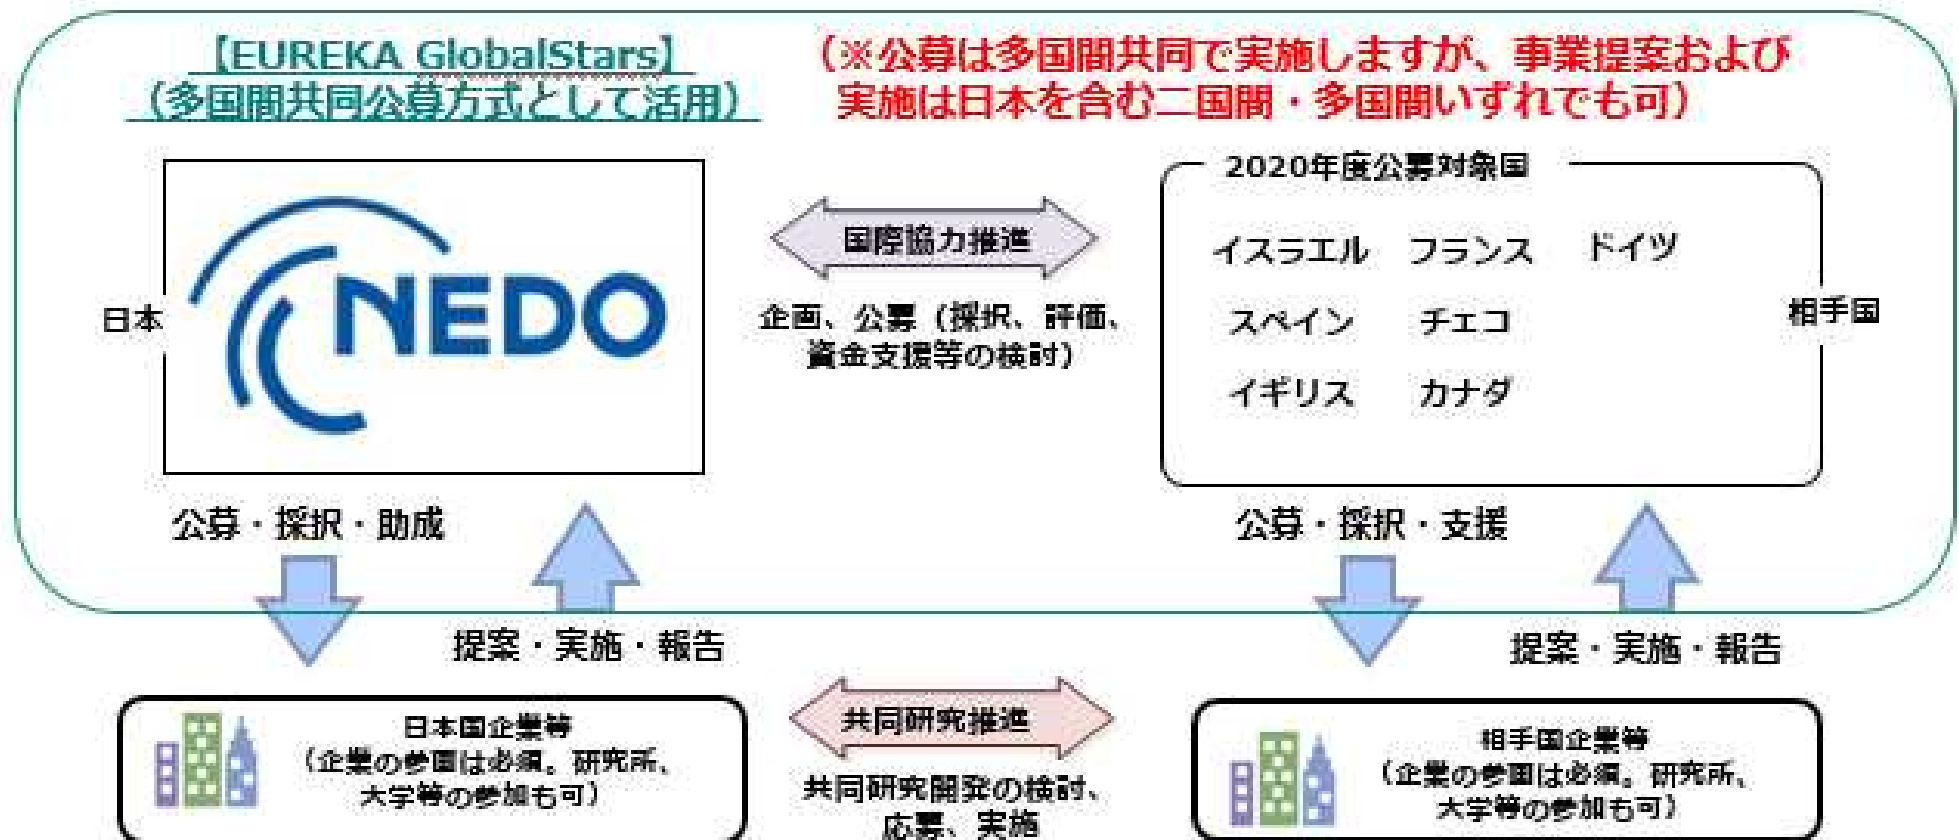 【EUREKA GlobalStars】
（多国間共同公募方式として活用）
（※公募は多国間共同で実施しますが、事業提案および
実施は日本を含む二国間・多国間いずれでも可）
日本
NEDO
国際協力推進
企画、公募（採択、評価、
資金支援等の検討）
2020年度公募対象国
イスラエル フランス ドイツ
スペイン チェコ
イギリス カナダ
相手国
公募・採択・助成
提案・実施・報告
公募・採択・支援
提案・実施・報告
日本国企業等
（企業の参画は必須。研究所、
大学等の参加も可）
共同研究推進
共同研究開発の検討、
応募、実施
相手国企業等
（企業の参画は必須。研究所、
大学等の参加も可）